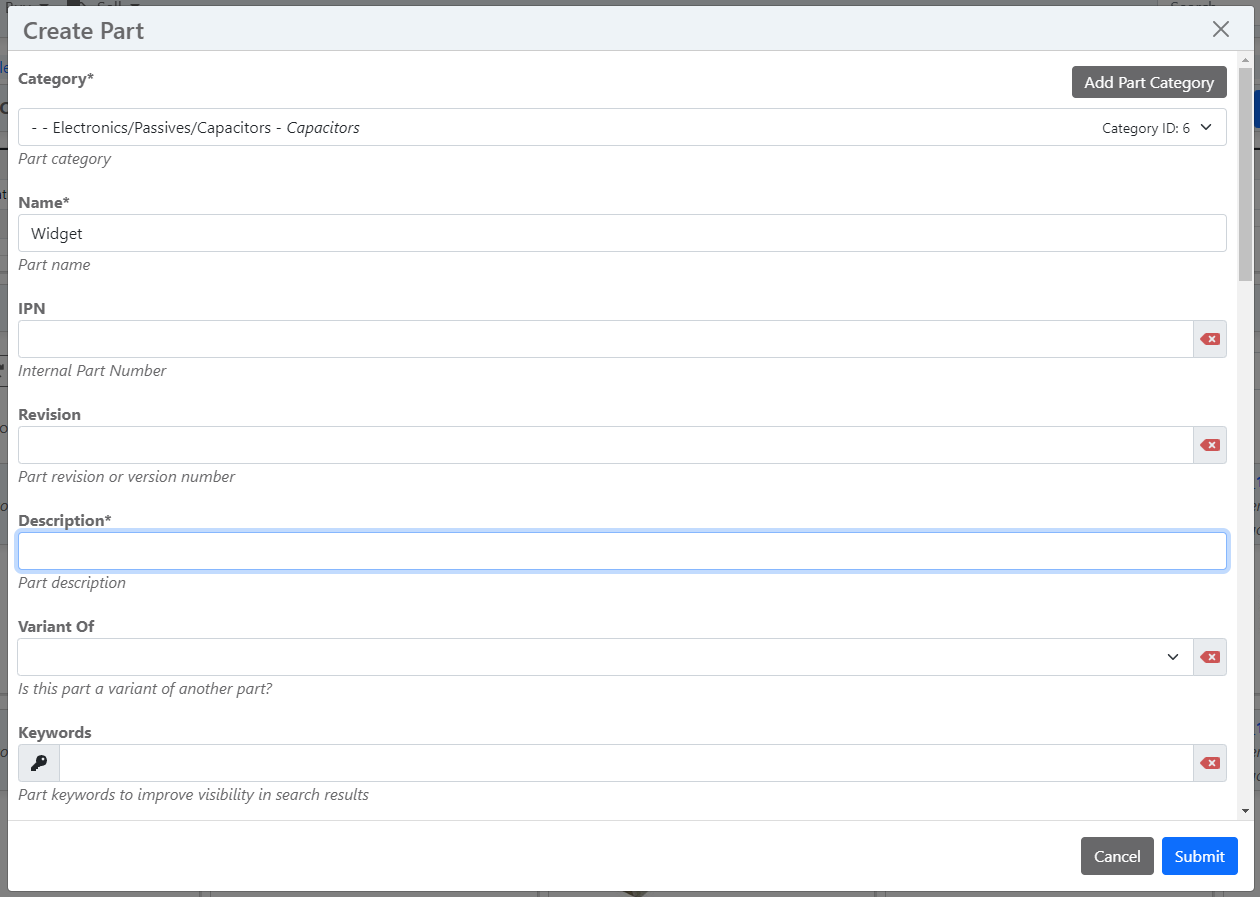 Create Part
Category*
Add Part Category
- - Electronics/Passives/Capacitors - Capacitors Category ID: 6
Part category
Name*
Widget
Part name
IPN
Internal Part Number
Revision
Part revision or version number
Description*
Part description
Variant Of
Is this part a variant of another part?
Keywords
Part keywords to improve visibility in search results
Cancel
Submit